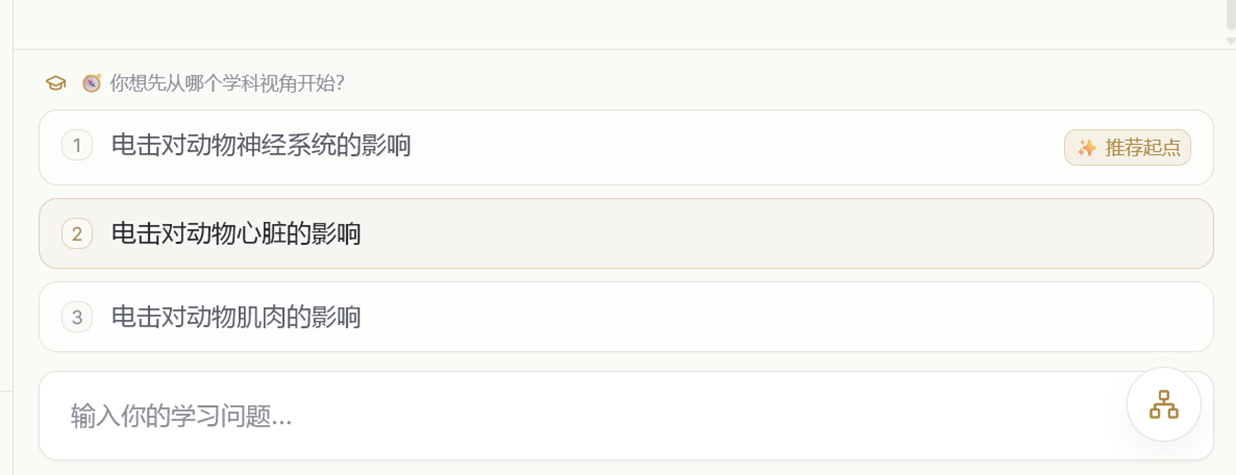 你想先从哪个学科视角开始?
1 电击对动物神经系统的影响
✨ 推荐起点
2 电击对动物心脏的影响
3 电击对动物肌肉的影响
输入你的学习问题...